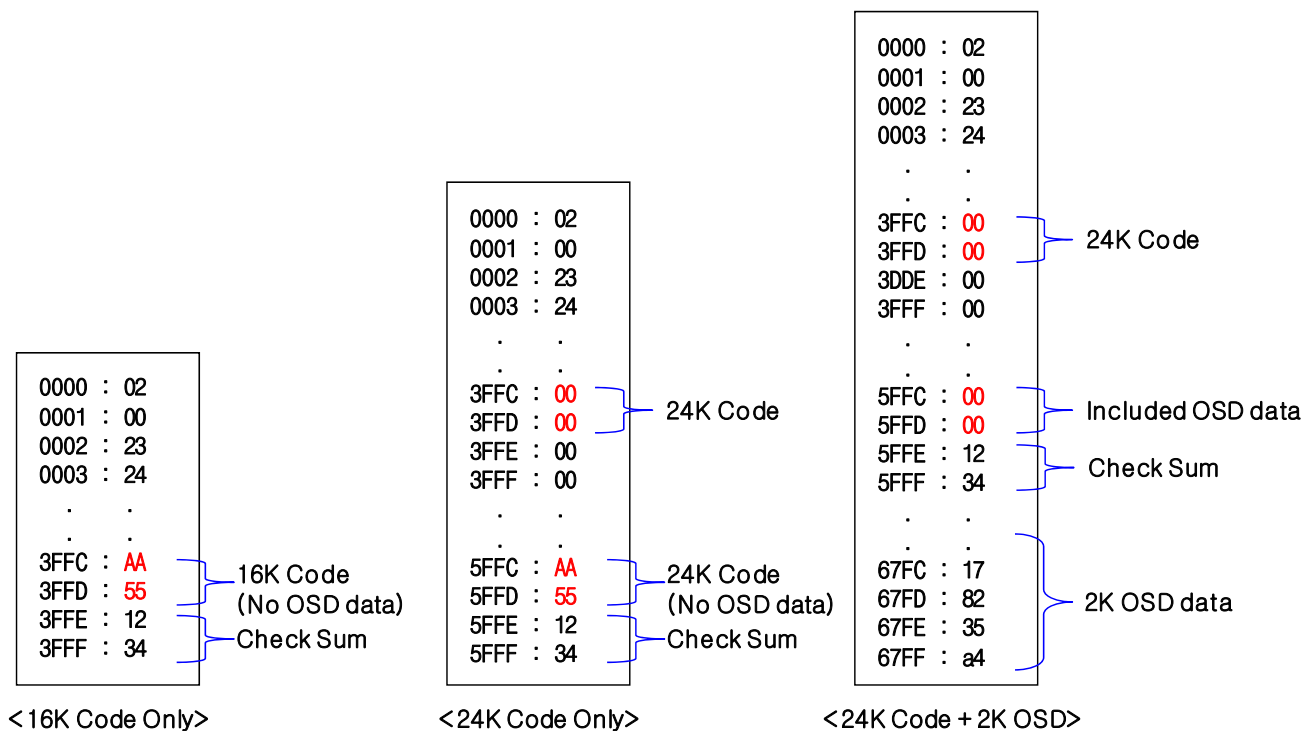 0000 : 02
0001 : 00
0002 : 23
0003 : 24
. .
. .
3FFC : AA
3FFD : 55
3FFE : 12
3FFF : 34
16K Code
(No OSD data)
Check Sum
<16K Code Only>
0000 : 02
0001 : 00
0002 : 23
0003 : 24
. .
. .
3FFC : 00
3FFD : 00
3FFE : 00
3FFF : 00
. .
. .
5FFC : AA
5FFD : 55
5FFE : 12
5FFF : 34
24K Code
24K Code
(No OSD data)
Check Sum
<24K Code Only>
0000 : 02
0001 : 00
0002 : 23
0003 : 24
. .
. .
3FFC : 00
3FFD : 00
3DDE : 00
3FFF : 00
. .
. .
5FFC : 00
5FFD : 00
5FFE : 12
5FFF : 34
. .
. .
67FC : 17
67FD : 82
67FE : 35
67FF : a4
24K Code
Included OSD data
Check Sum
2K OSD data
<24K Code + 2K OSD>